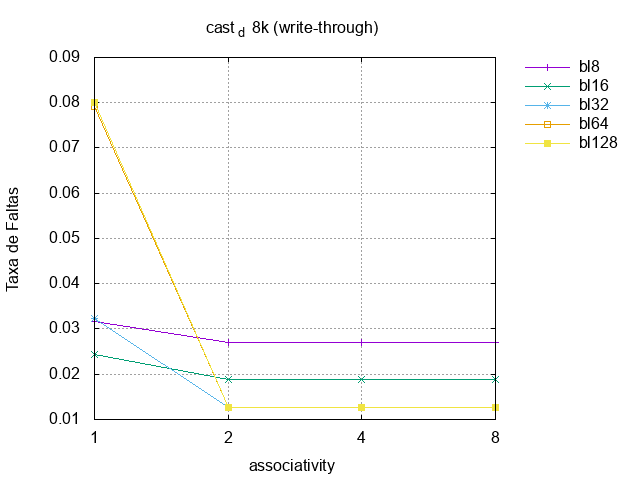 cast d 8k (write-through)
0.09
0.08
0.07
0.06
0.05
0.04
0.03
0.02
0.01
Taxa de Faltas
1 2 4 8
associativity
bl8
bl16
bl32
bl64
bl128